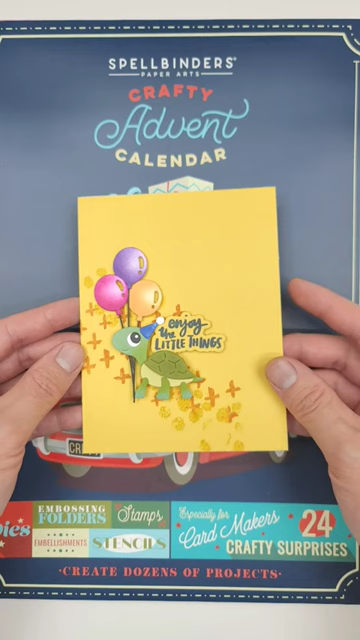 SPELLBINDERS®
PAPER ARTS
CRAFTY
Advent
CALENDAR
enjoy
the
LITTLE THINGS
Dies
EMBOSSING
FOLDERS
Stamps
EMBELLISHMENTS
STENCILS
Especially for
Card Makers
24
CRAFTY SURPRISES
·CREATE DOZENS OF PROJECTS·